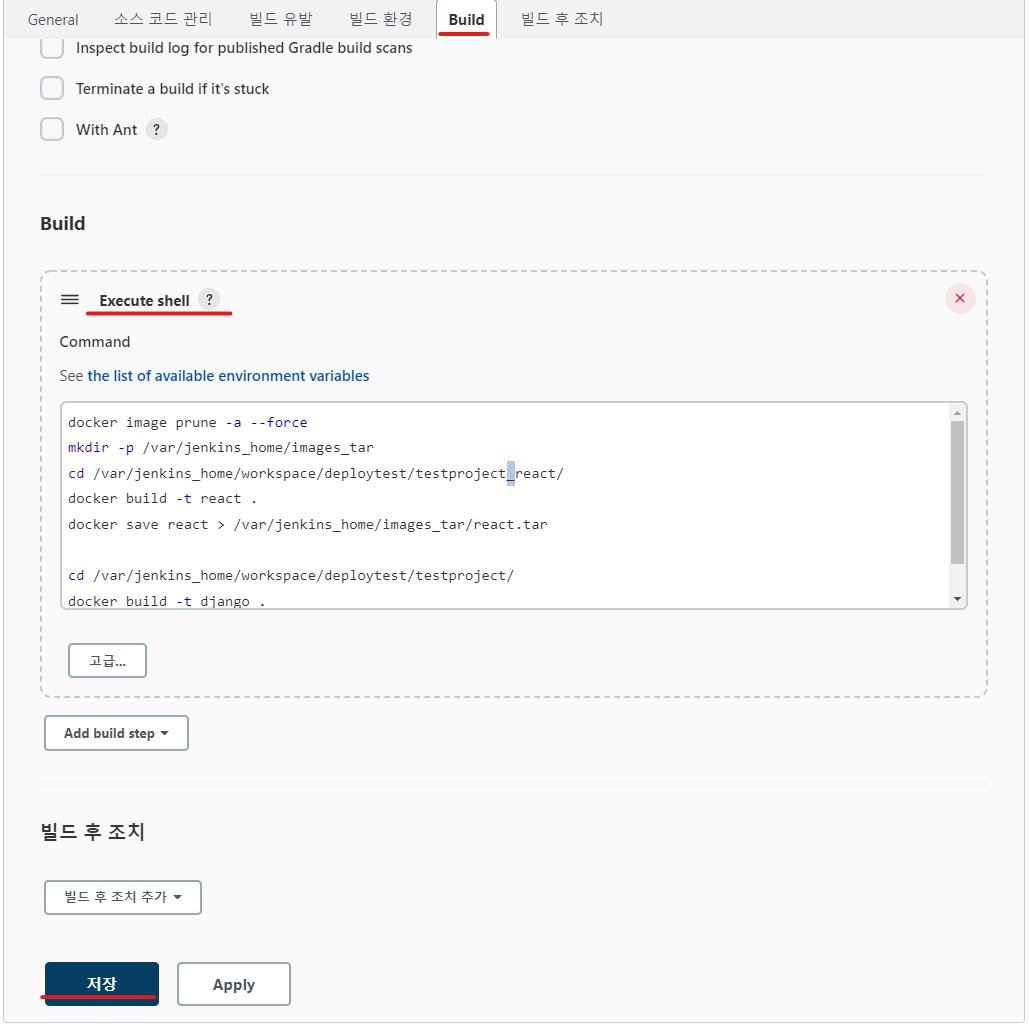 General 소스 코드 관리 빌드 유발 빌드 환경 Build 빌드 후 조치
Inspect build log for published Gradle build scans
Terminate a build if it's stuck
With Ant ?
Build
Execute shell ?
Command
See the list of available environment variables
docker image prune -a --force
mkdir -p /var/jenkins_home/images_tar
cd /var/jenkins_home/workspace/deploytest/testproject_react/
docker build -t react .
docker save react > /var/jenkins_home/images_tar/react.tar
cd /var/jenkins_home/workspace/deploytest/testproject/
docker build -t django .
고급...
Add build step
빌드 후 조치
빌드 후 조치 추가
저장 Apply